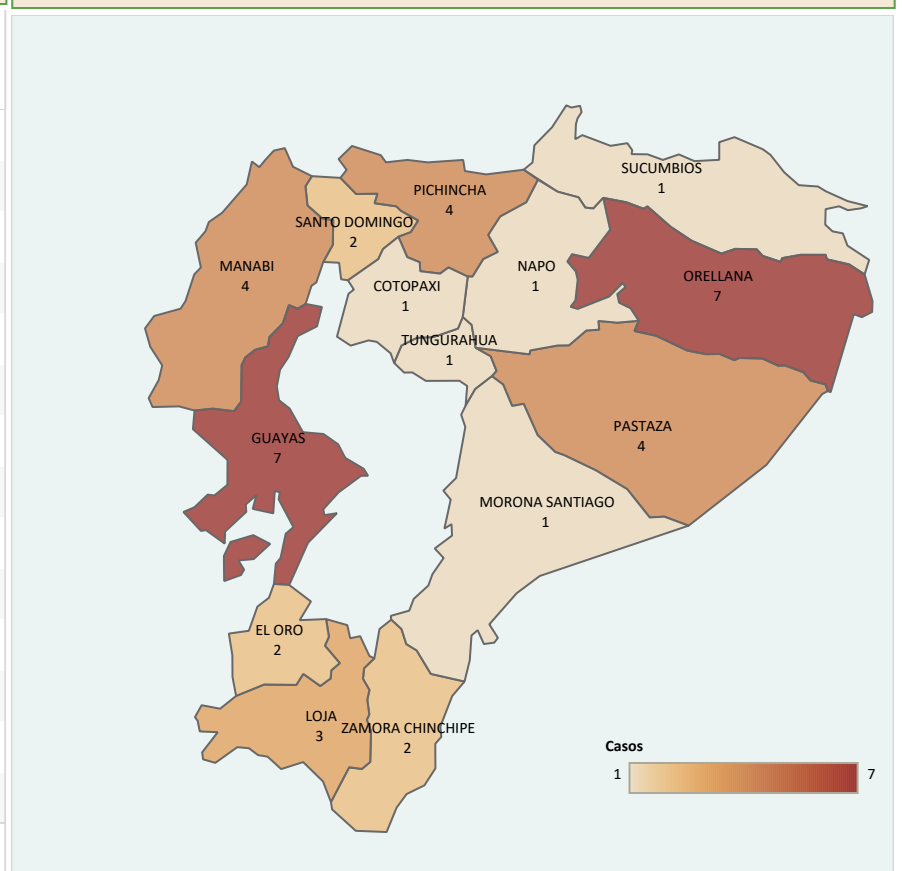 SUCUMBIOS
1
PICHINCHA
4
SANTO DOMINGO
2
MANABI
4
NAPO
1
ORELLANA
7
COTOPAXI
1
TUNGURAHUA
1
PASTAZA
4
GUAYAS
7
MORONA SANTIAGO
1
EL ORO
2
LOJA
3
ZAMORA CHINCHIPE
2
Casos
1 7